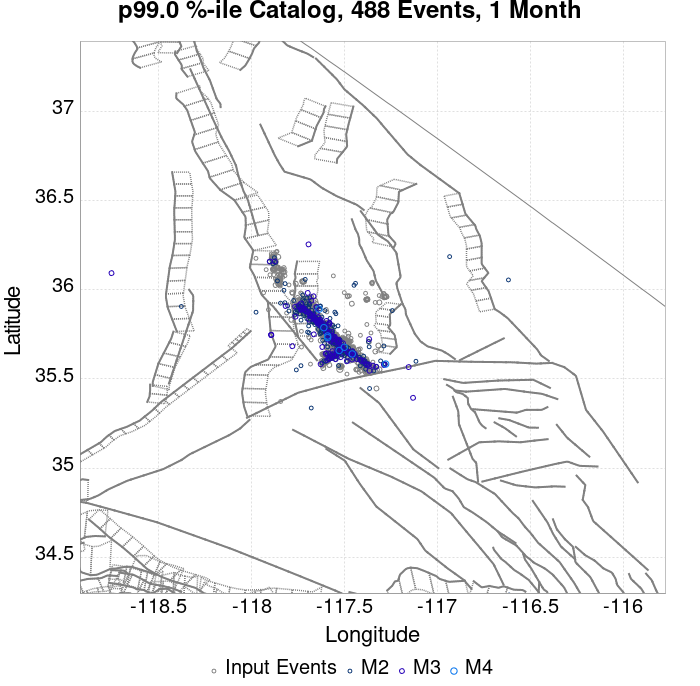 p99.0 %-ile Catalog, 488 Events, 1 Month
37
36.5
36
35.5
35
34.5
Latitude
-118.5
-118
-117.5
-117
-116.5
-116
Longitude
Input Events
M2
M3
M4